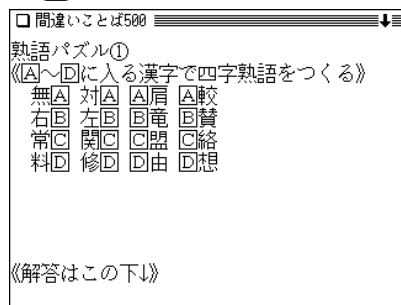 間違いことば500
熟語パズル①
《🄰〜🄳に入る漢字で四字熟語をつくる》
無🄰 対🄰 🄰肩 🄰較
右🄱 左🄱 🄱竜 🄱賛
常🄲 関🄲 🄲盟 🄲絡
料🄳 修🄳 🄳由 🄳想
《解答はこの下↓》